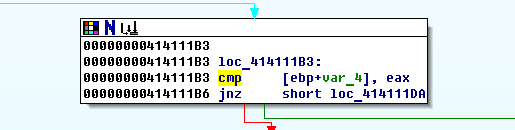 N
00000000414111B3
00000000414111B3 loc_414111B3:
00000000414111B3 cmp [ebp+var_4], eax
00000000414111B6 jnz short loc_414111DA